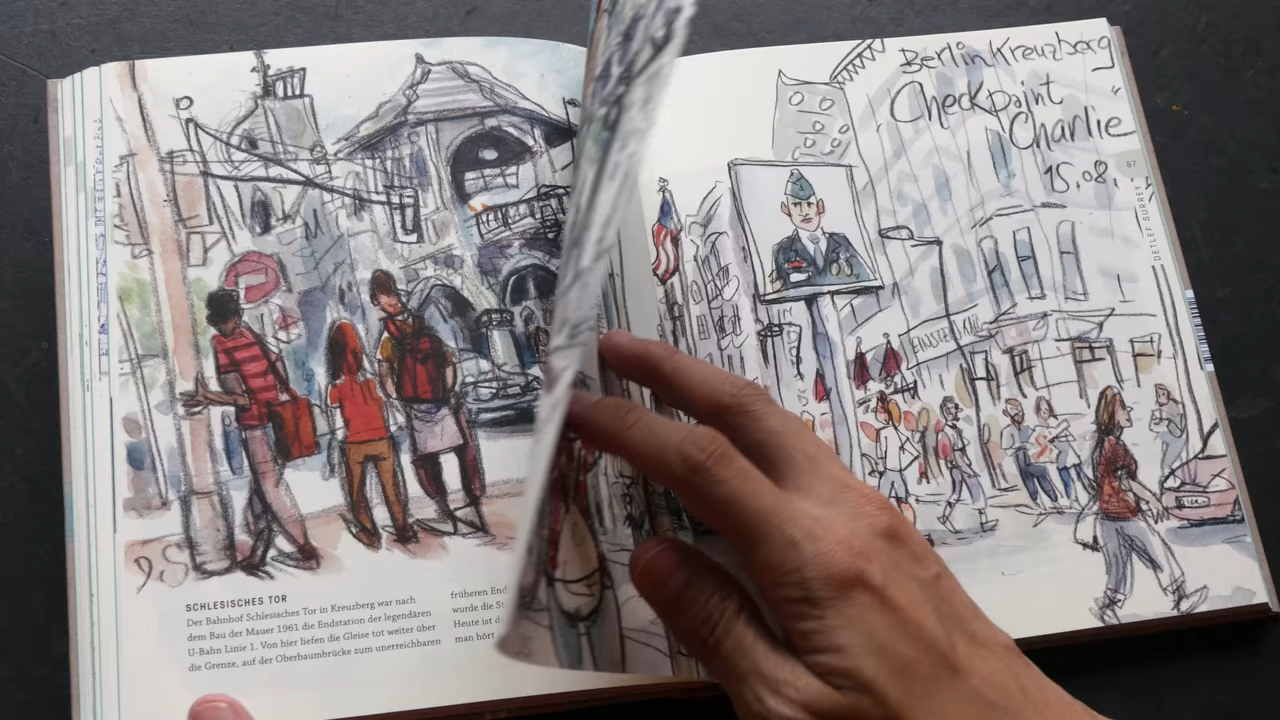 SCHLESISCHES TOR
Der Bahnhof Schlesisches Tor in Kreuzberg war nach
dem Bau der Mauer 1961 die Endstation der legendären
U-Bahn Linie 1. Von hier liefen die Gleise tot weiter über
die Grenze, auf der Oberbaumbrücke zum unerreichbaren
früheren End
wurde die St
Heute ist d
man hört
DS
Berlin Kreuzberg
Checkpoint
Charlie
15.08.
87
DETLEF SURREY